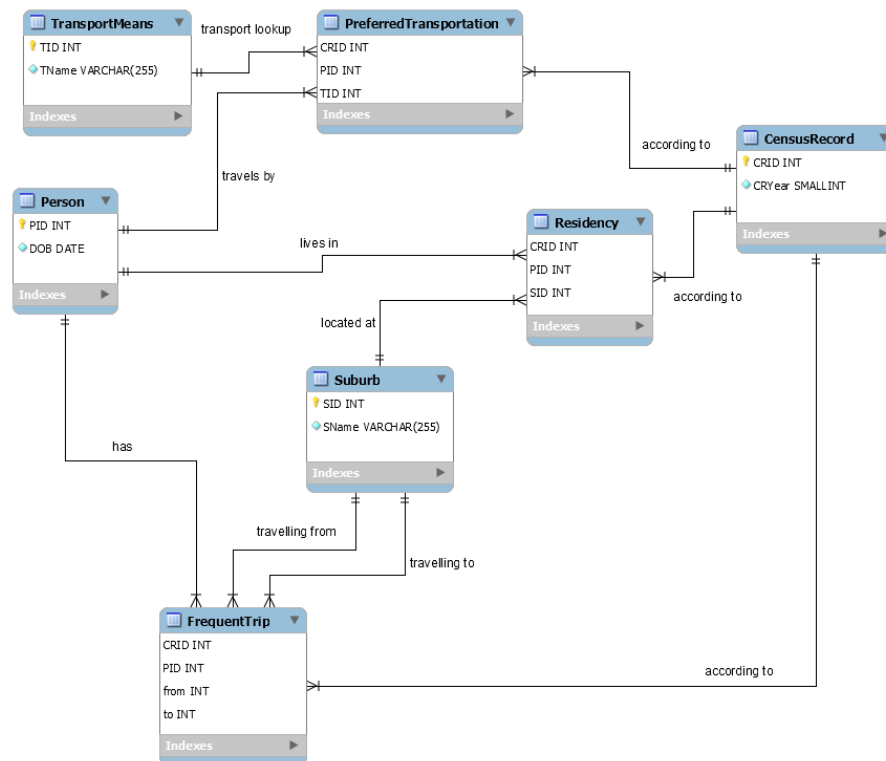 TransportMeans
TID INT
TName VARCHAR(255)
Indexes
transport lookup
PreferredTransportation
CRID INT
PID INT
TID INT
Indexes
according to
CensusRecord
CRID INT
CRYear SMALLINT
Indexes
travels by
Person
PID INT
DOB DATE
Indexes
lives in
Residency
CRID INT
PID INT
SID INT
Indexes
according to
located at
Suburb
SID INT
SName VARCHAR(255)
Indexes
has
travelling from
travelling to
FrequentTrip
CRID INT
PID INT
from INT
to INT
Indexes
according to